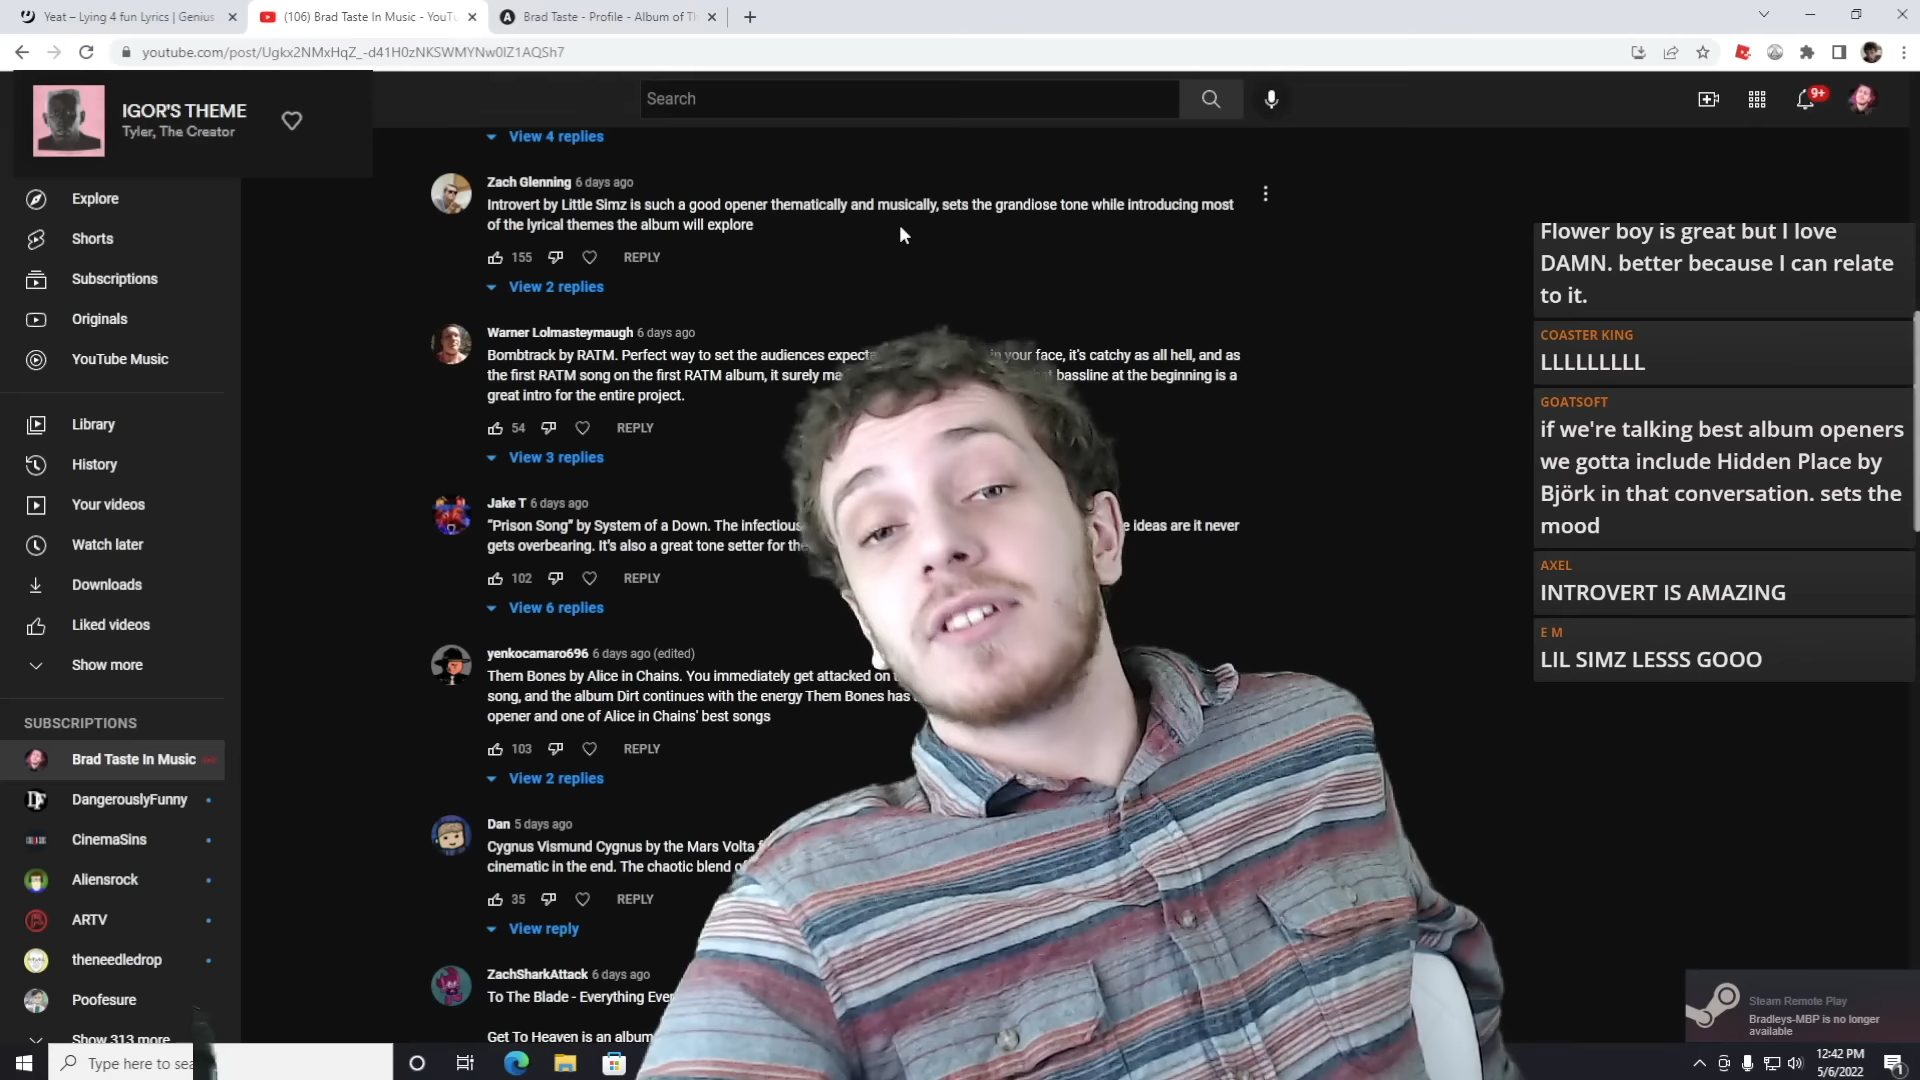 Yeat – Lying 4 fun Lyrics | Genius
(106) Brad Taste In Music - YouTu
Brad Taste - Profile - Album of T
youtube.com/post/Ugkx2NMxHqZ_-d41H0zNKSWMYNw0lZ1AQSh7
IGOR'S THEME
Tyler, The Creator
Search
9+
Explore
Shorts
Subscriptions
Originals
YouTube Music
Library
History
Your videos
Watch later
Downloads
Liked videos
Show more
SUBSCRIPTIONS
Brad Taste In Music
DangerouslyFunny
CinemaSins
Aliensrock
ARTV
theneedledrop
Poofesure
Show 313 more
View 4 replies
Zach Glenning 6 days ago
Introvert by Little Simz is such a good opener thematically and musically, sets the grandiose tone while introducing most
of the lyrical themes the album will explore
155 REPLY
View 2 replies
Warner Lolmasteymaugh 6 days ago
Bombtrack by RATM. Perfect way to set the audiences expecta in your face, it's catchy as all hell, and as
the first RATM song on the first RATM album, it surely ma bassline at the beginning is a
great intro for the entire project.
54 REPLY
View 3 replies
Jake T 6 days ago
“Prison Song” by System of a Down. The infectious ideas are it never
gets overbearing. It's also a great tone setter for the
102 REPLY
View 6 replies
yenkocamaro696 6 days ago (edited)
Them Bones by Alice in Chains. You immediately get attacked on
song, and the album Dirt continues with the energy Them Bones has
opener and one of Alice in Chains' best songs
103 REPLY
View 2 replies
Dan 5 days ago
Cygnus Vismund Cygnus by the Mars Volta
cinematic in the end. The chaotic blend
35 REPLY
View reply
ZachSharkAttack 6 days ago
To The Blade - Everything Ever
Get To Heaven is an album
Flower boy is great but I love
DAMN. better because I can relate
to it.
COASTER KING
LLLLLLLLL
GOATSOFT
if we're talking best album openers
we gotta include Hidden Place by
Björk in that conversation. sets the
mood
AXEL
INTROVERT IS AMAZING
E M
LIL SIMZ LESSS GOOO
Steam Remote Play
Bradleys-MBP is no longer
available
Type here to sea
12:42 PM
5/6/2022
1